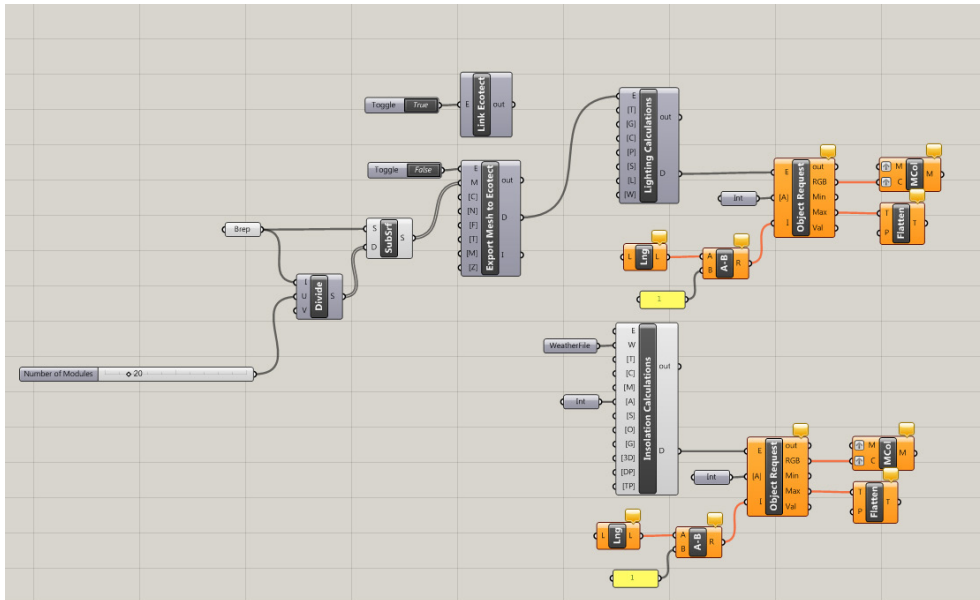 Toggle True
E
Link Ecotect
out
Toggle False
E
M
[C]
[N]
[F]
[T]
[M]
[Z]
Export Mesh to Ecotect
out
D
I
Brep
S
D
SubSrf
S
I
U
V
Divide
S
Number of Modules
20
E
[T]
[G]
[C]
[P]
[S]
[L]
[W]
Lighting Calculations
out
D
E
[A]
I
Object Request
out
RGB
Min
Max
Val
M
C
MCol
M
Int
T
P
Flatten
T
L
Lng
L
A
B
A-B
R
1
WeatherFile
Int
E
W
[T]
[C]
[M]
[A]
[S]
[O]
[G]
[3D]
[DP]
[TP]
Insolation Calculations
out
D
E
[A]
I
Object Request
out
RGB
Min
Max
Val
M
C
MCol
M
Int
T
P
Flatten
T
L
Lng
L
A
B
A-B
R
1